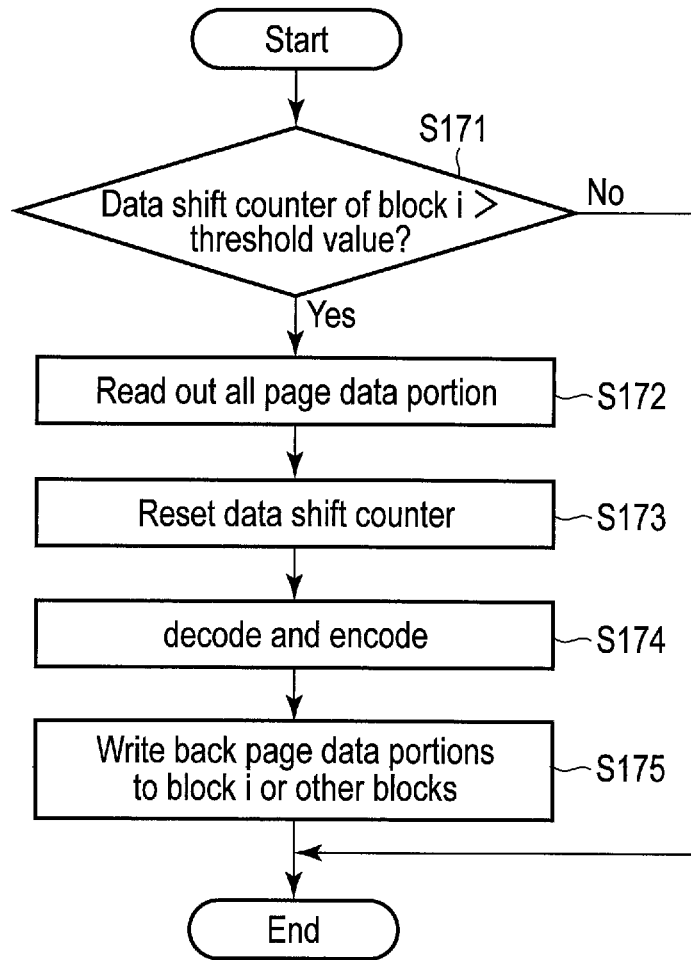 Start
S171
Data shift counter of block i >
threshold value?
No
Yes
Read out all page data portion
S172
Reset data shift counter
S173
decode and encode
S174
Write back page data portions
to block i or other blocks
S175
End